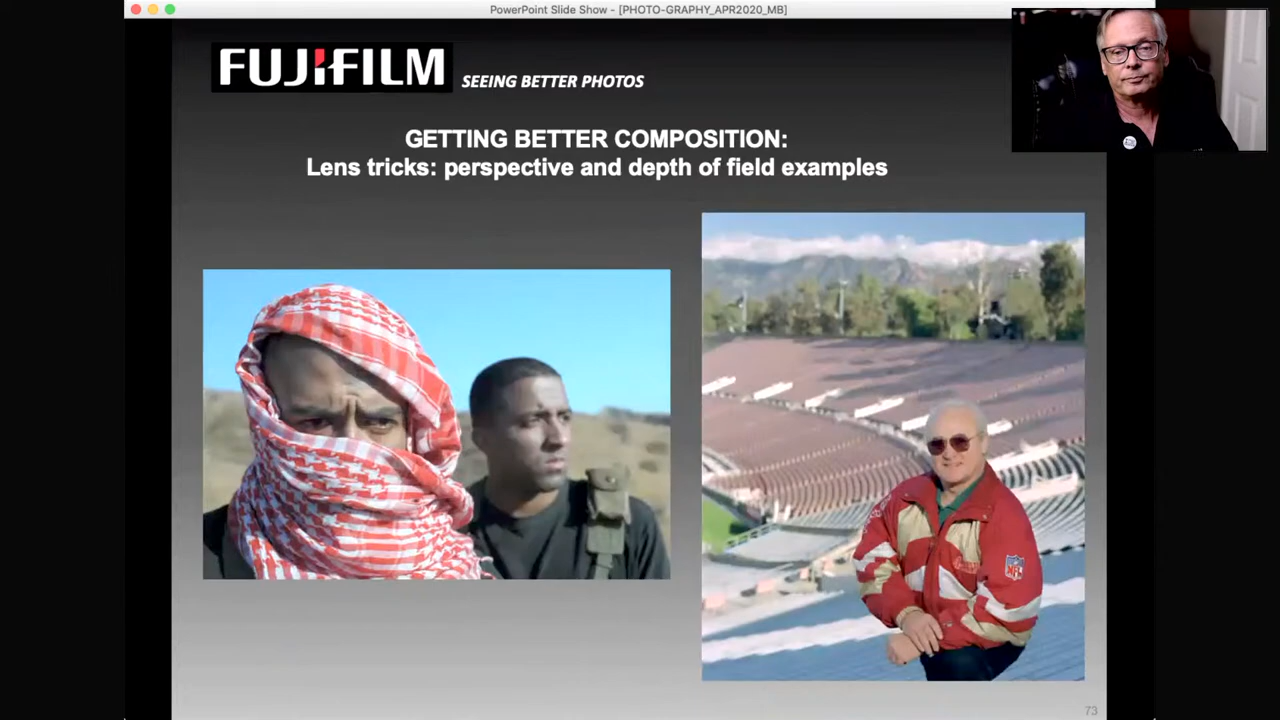 PowerPoint Slide Show - [PHOTO-GRAPHY_APR2020_MB]
FUJIFILM
SEEING BETTER PHOTOS
GETTING BETTER COMPOSITION:
Lens tricks: perspective and depth of field examples
NFL
73